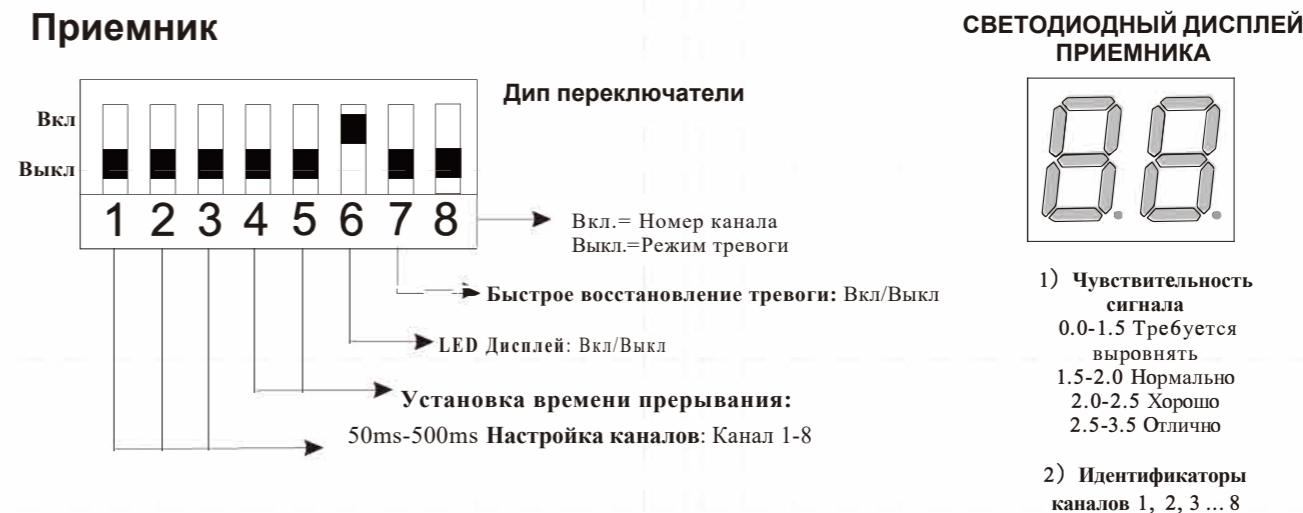 Приемник
Дип переключатели
Вкл
Выкл
1 2 3 4 5 6 7 8
Вкл.= Номер канала
Выкл.=Режим тревоги
Быстрое восстановление тревоги: Вкл/Выкл
LED Дисплей: Вкл/Выкл
Установка времени прерывания:
50ms-500ms Настройка каналов: Канал 1-8
СВЕТОДИОДНЫЙ ДИСПЛЕЙ
ПРИЕМНИКА
8.8.
1) Чувствительность
сигнала
0.0-1.5 Требуется
выровнять
1.5-2.0 Нормально
2.0-2.5 Хорошо
2.5-3.5 Отлично
2) Идентификаторы
каналов 1, 2, 3 ... 8